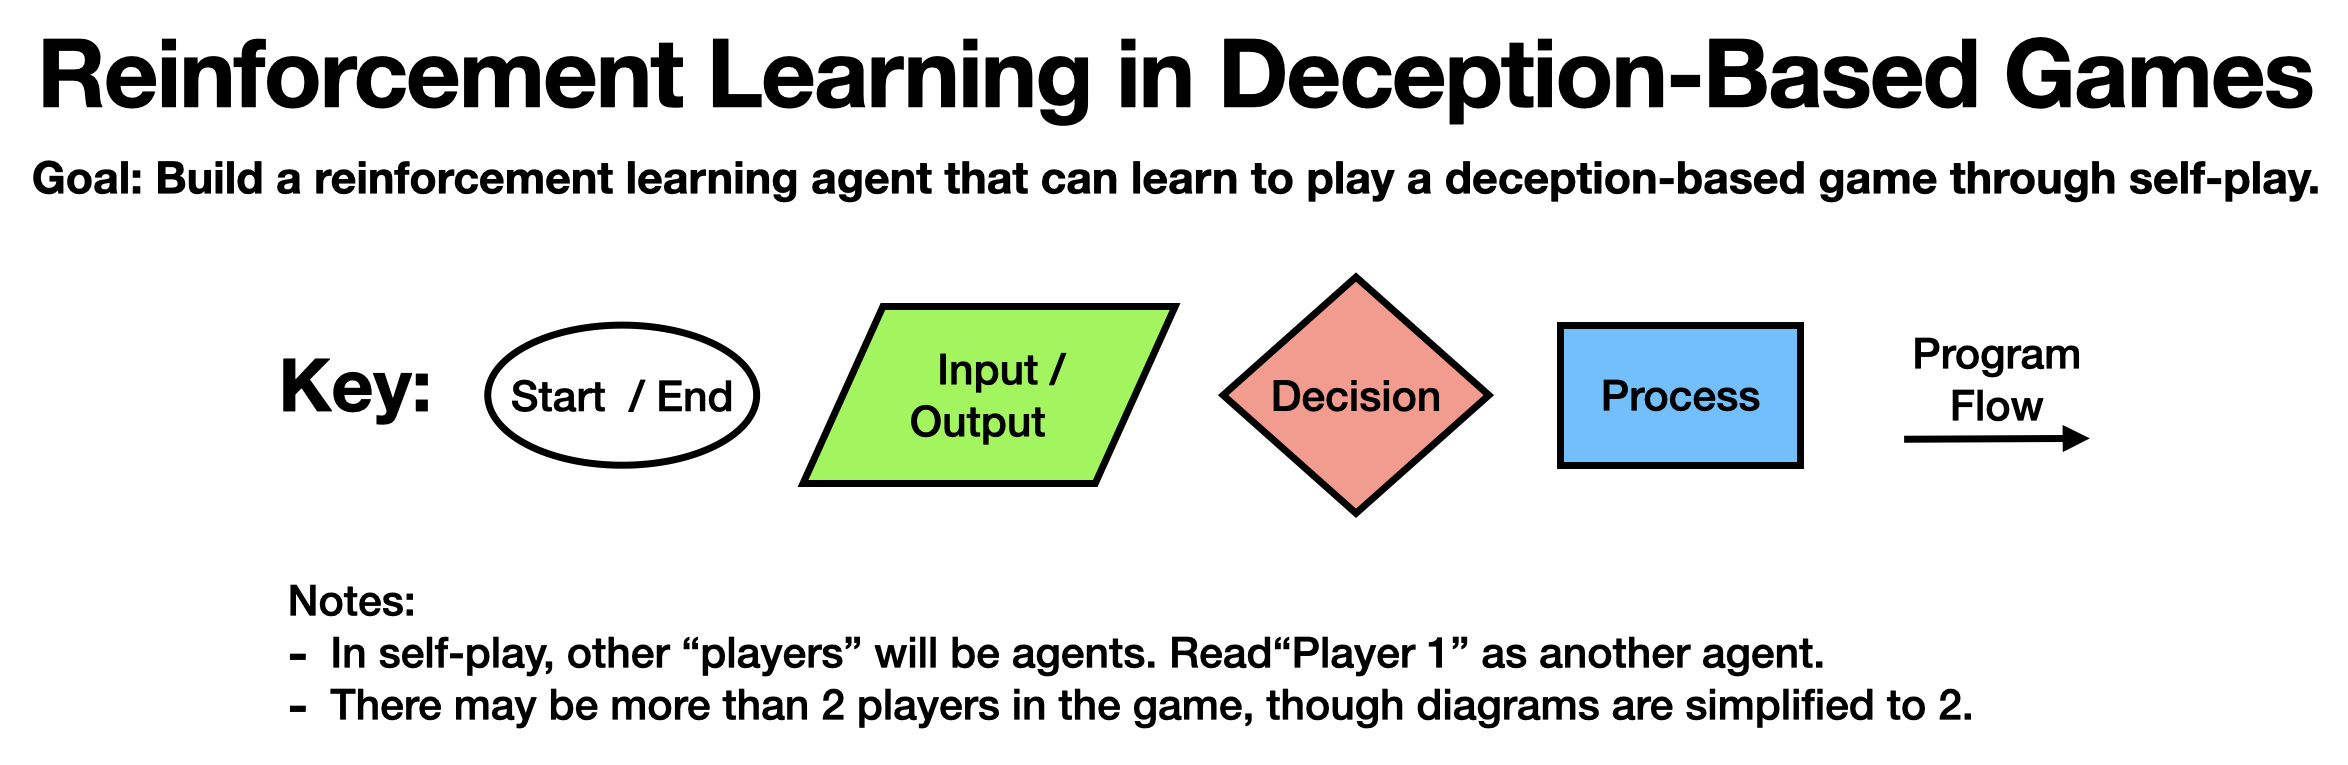 Reinforcement Learning in Deception-Based Games
Goal: Build a reinforcement learning agent that can learn to play a deception-based game through self-play.
Key:
Start / End
Input /
Output
Decision
Process
Program
Flow
Notes:
- In self-play, other “players” will be agents. Read“Player 1” as another agent.
- There may be more than 2 players in the game, though diagrams are simplified to 2.